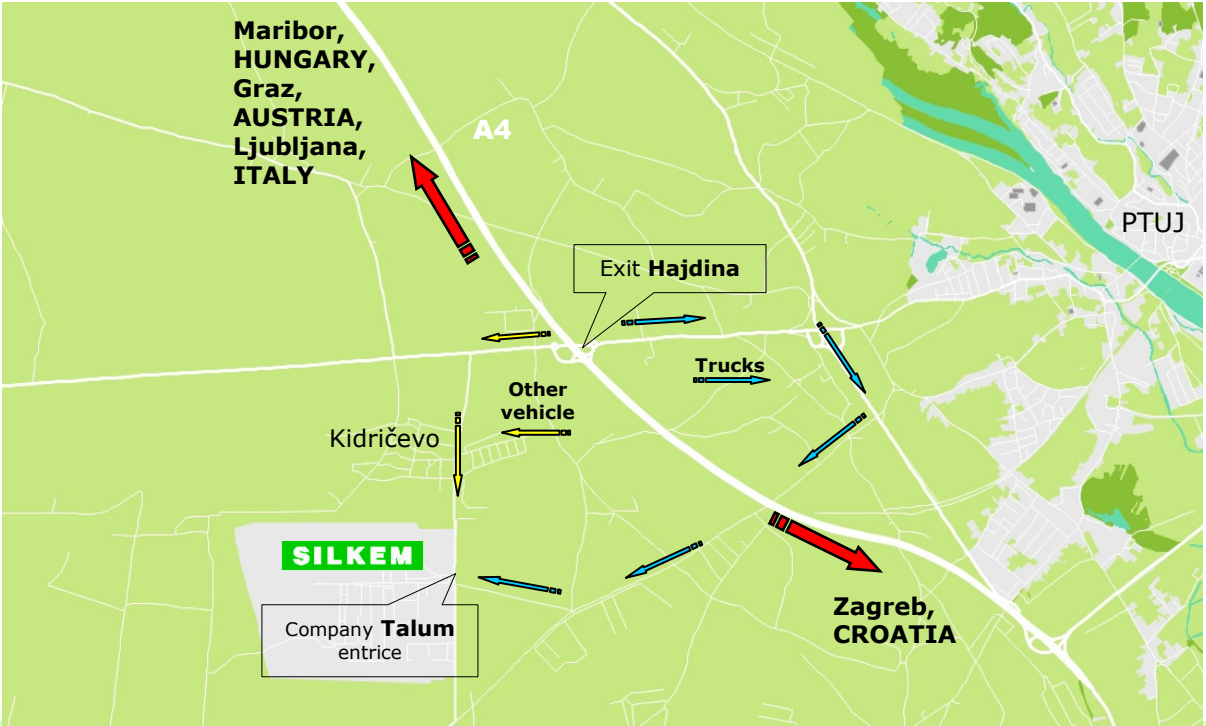 Maribor,
HUNGARY,
Graz,
AUSTRIA,
Ljubljana,
ITALY
A4
PTUJ
Exit Hajdina
Trucks
Other
vehicle
Kidričevo
SILKEM
Company Talum
entrice
Zagreb,
CROATIA